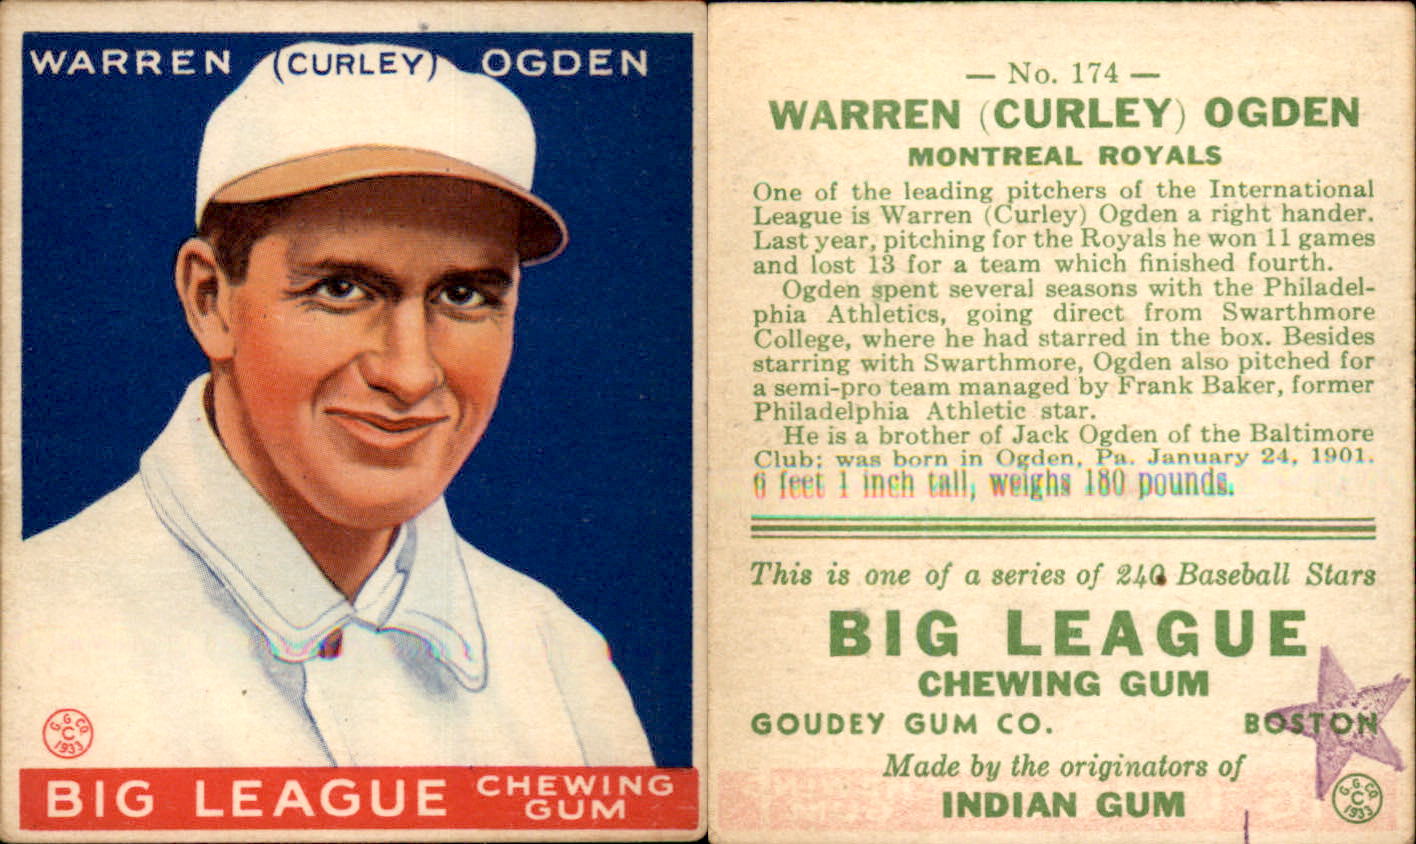 WARREN (CURLEY) OGDEN
G. G. CO.
C
1933
BIG LEAGUE CHEWING GUM
— No. 174 —
WARREN (CURLEY) OGDEN
MONTREAL ROYALS
One of the leading pitchers of the International
League is Warren (Curley) Ogden a right hander.
Last year, pitching for the Royals he won 11 games
and lost 13 for a team which finished fourth.
Ogden spent several seasons with the Philadel-
phia Athletics, going direct from Swarthmore
College, where he had starred in the box. Besides
starring with Swarthmore, Ogden also pitched for
a semi-pro team managed by Frank Baker, former
Philadelphia Athletic star.
He is a brother of Jack Ogden of the Baltimore
Club; was born in Ogden, Pa. January 24, 1901.
6 feet 1 inch tall, weighs 180 pounds.
This is one of a series of 240 Baseball Stars
BIG LEAGUE
CHEWING GUM
GOUDEY GUM CO. BOSTON
Made by the originators of
INDIAN GUM
G. G. CO.
C
1933